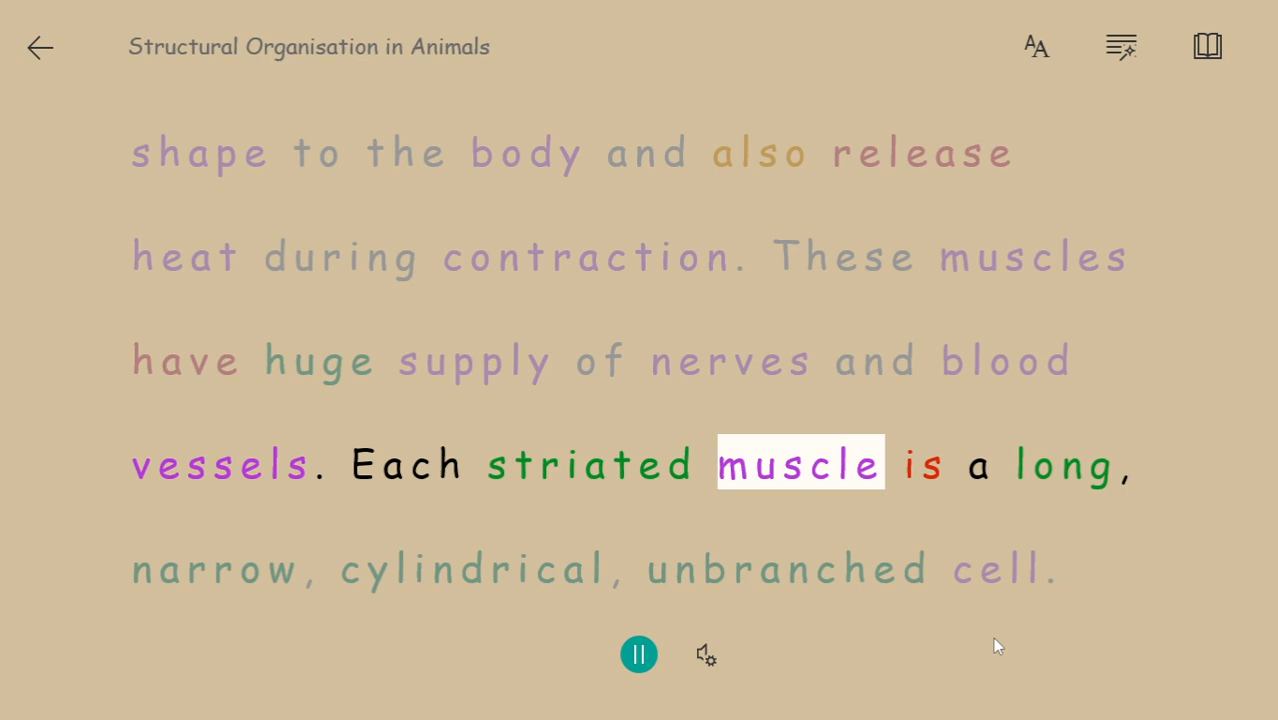 Structural Organisation in Animals
shape to the body and also release
heat during contraction. These muscles
have huge supply of nerves and blood
vessels. Each striated muscle is a long,
narrow, cylindrical, unbranched cell.